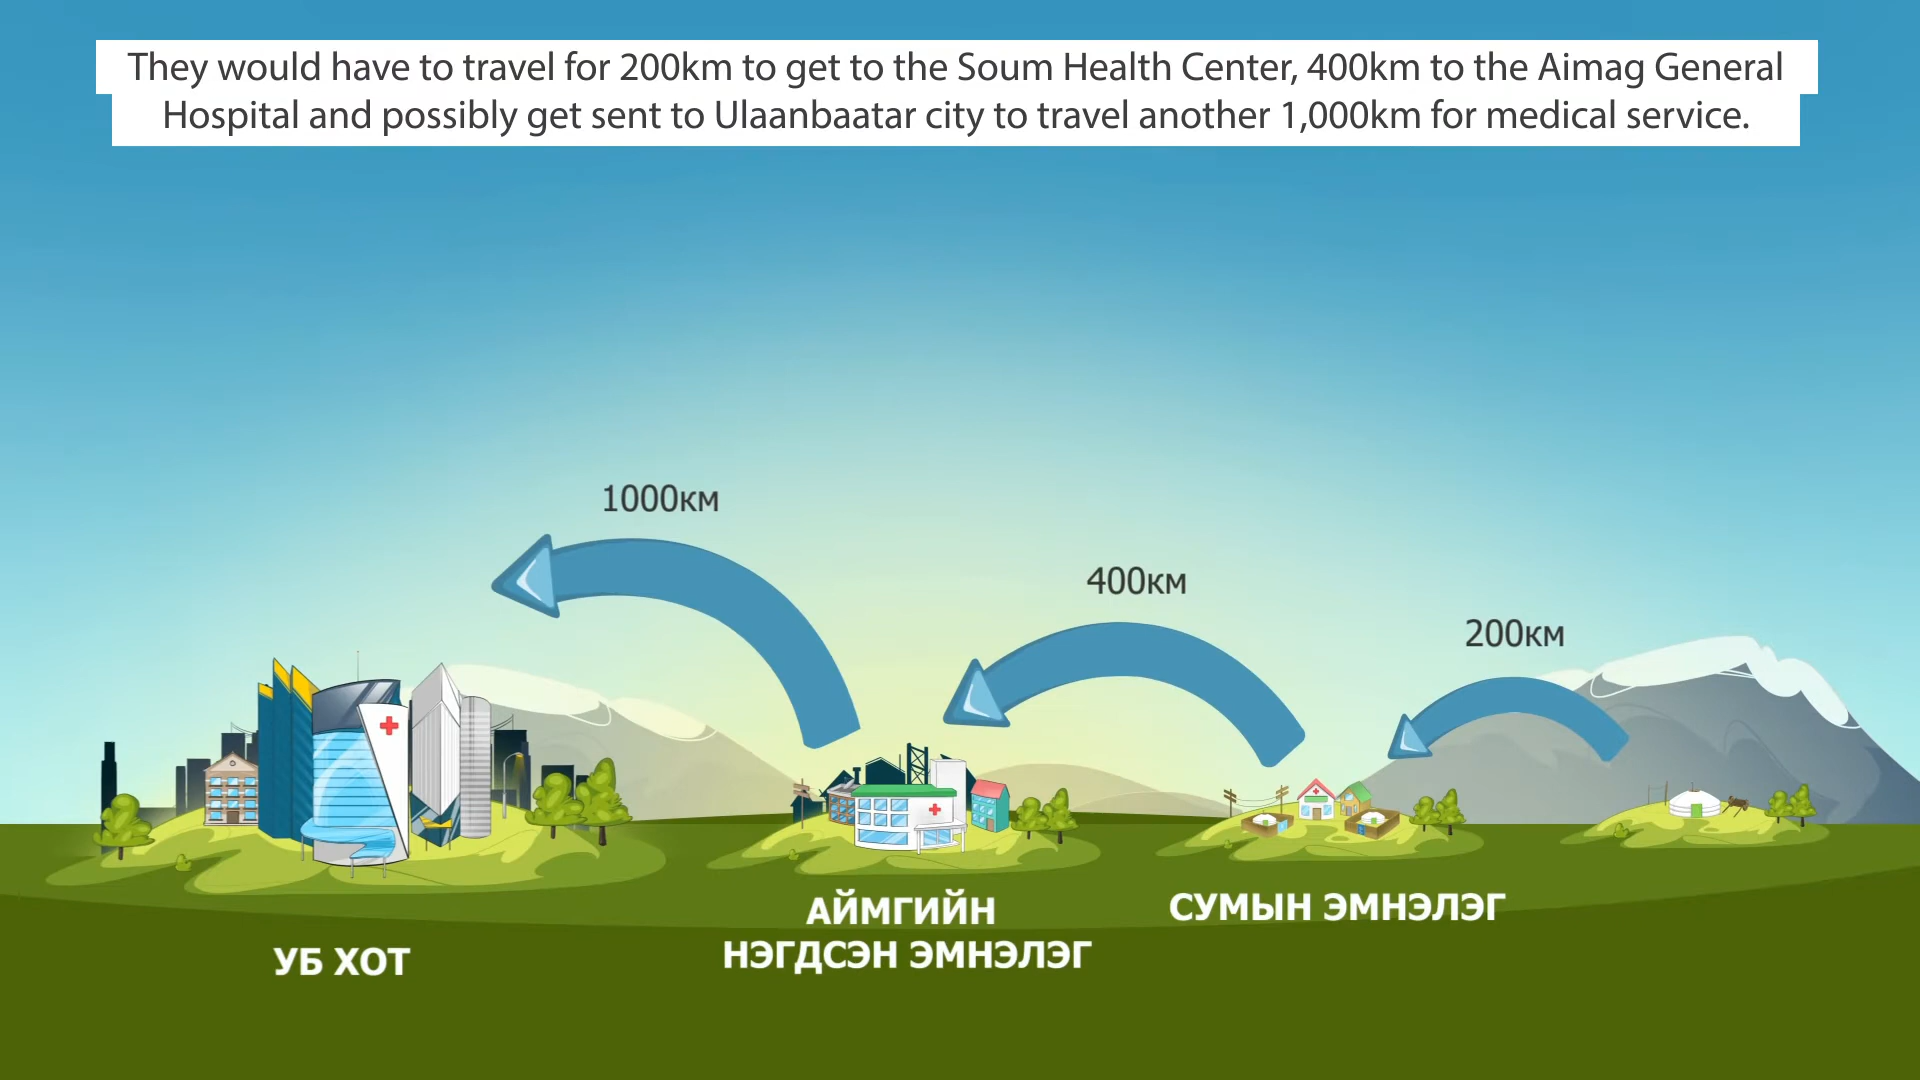 They would have to travel for 200km to get to the Soum Health Center, 400km to the Aimag General
Hospital and possibly get sent to Ulaanbaatar city to travel another 1,000km for medical service.
1000км
400км
200км
УБ ХОТ
АЙМГИЙН
НЭГДСЭН ЭМНЭЛЭГ
СУМЫН ЭМНЭЛЭГ